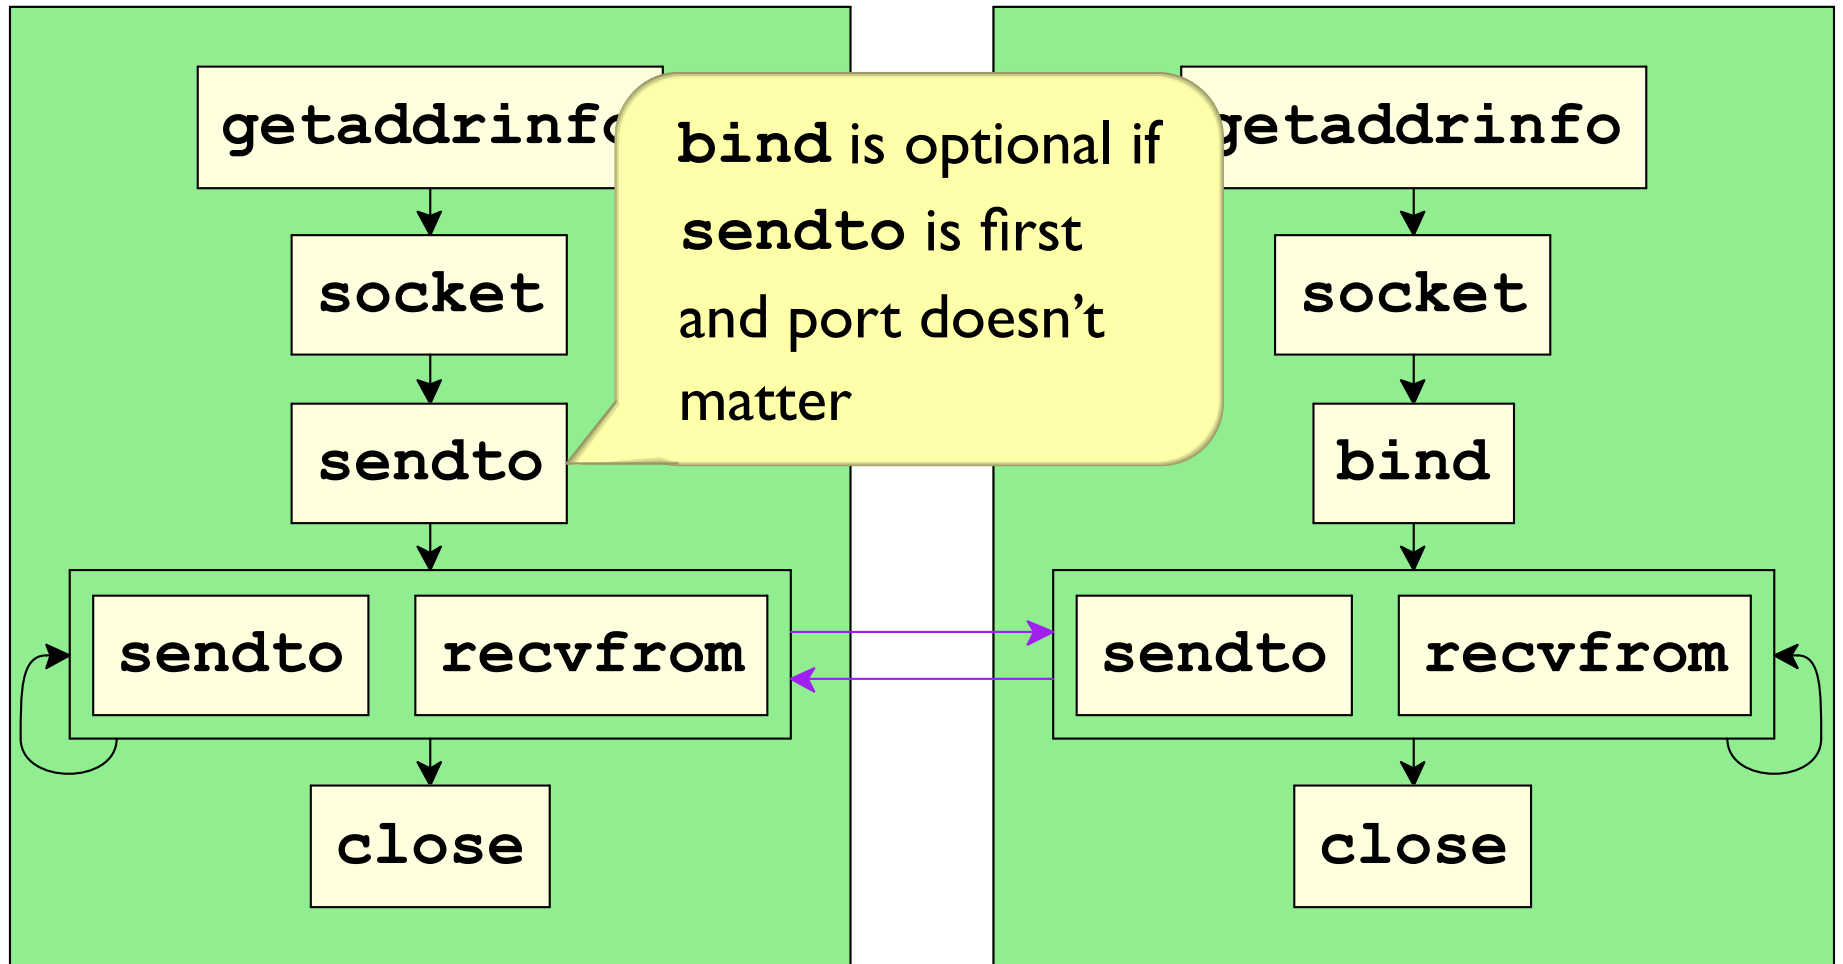 getaddrinfo
socket
sendto
sendto recvfrom
close
bind is optional if
sendto is first
and port doesn’t
matter
getaddrinfo
socket
bind
sendto recvfrom
close